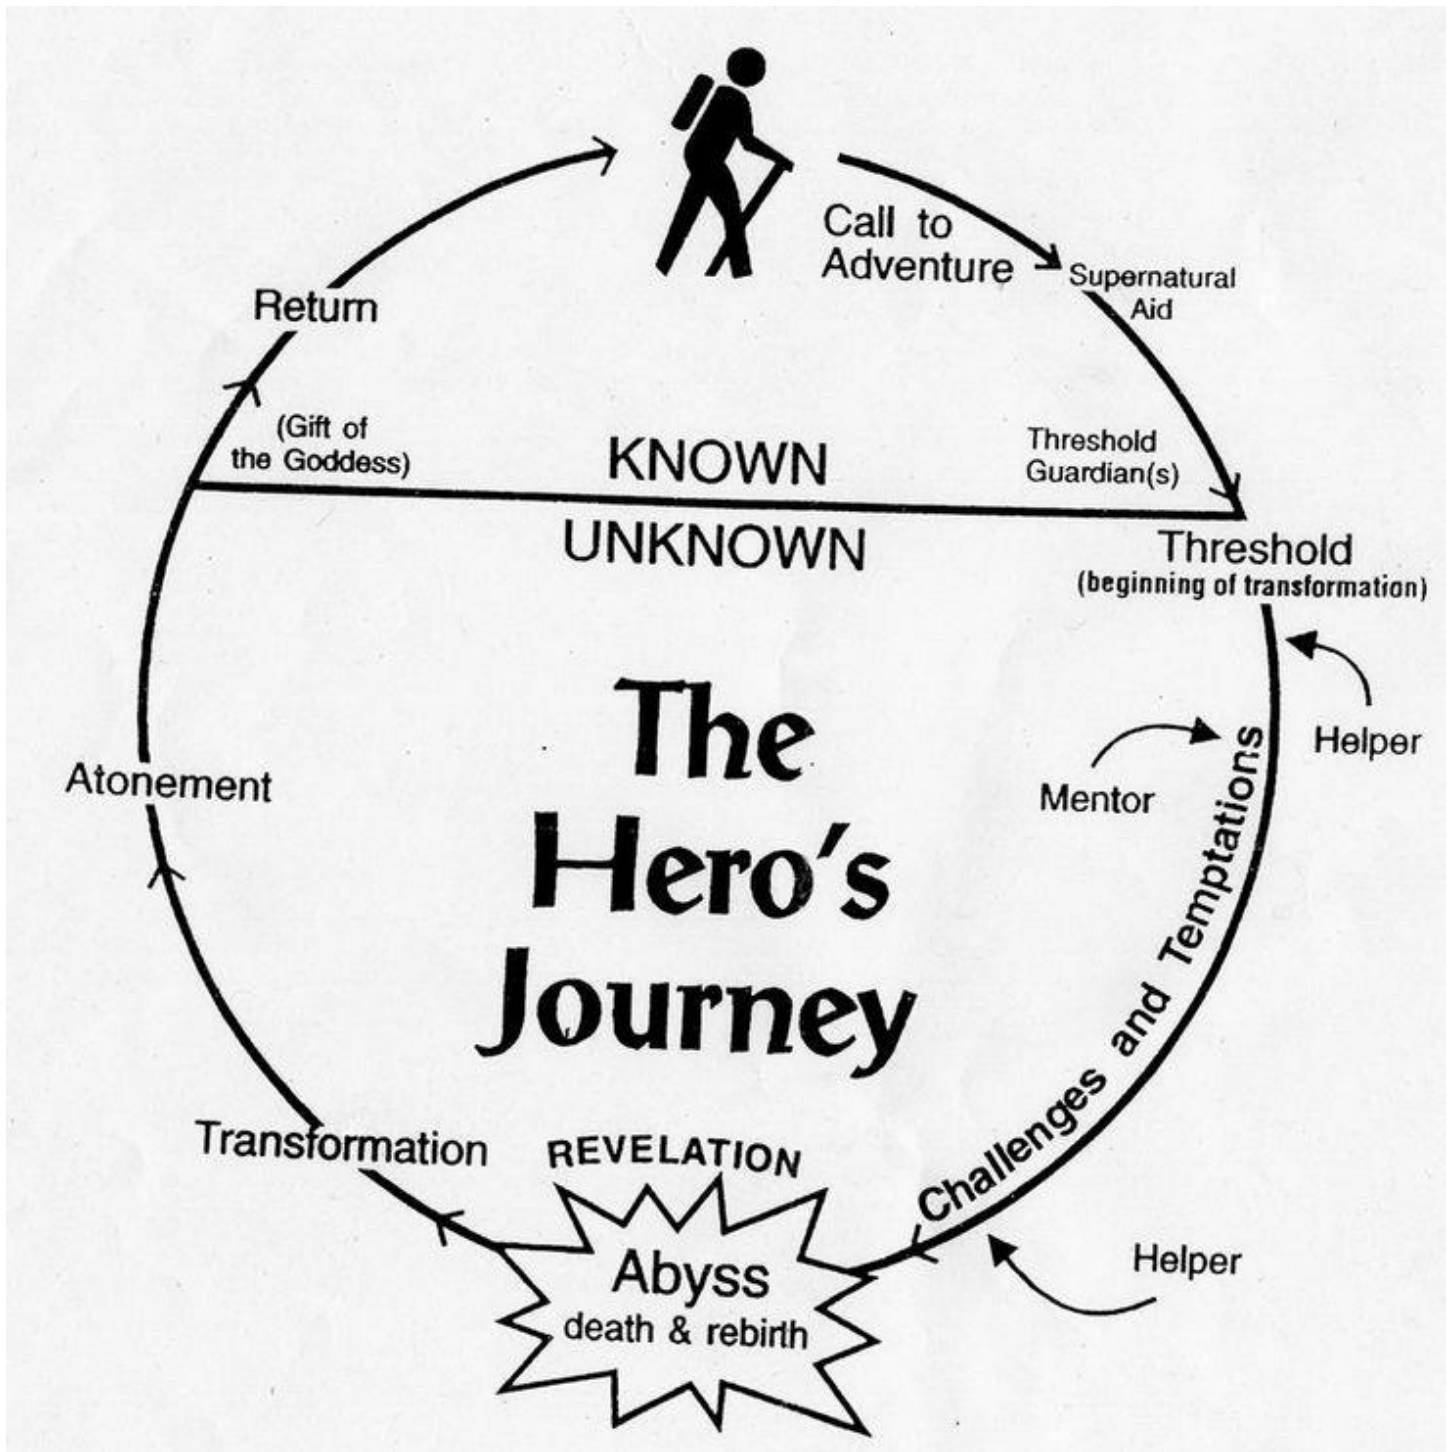 Call to
Adventure
Supernatural
Aid
Return
(Gift of
the Goddess)
KNOWN
Threshold
Guardian(s)
UNKNOWN
Threshold
(beginning of transformation)
Helper
Mentor
Challenges and Temptations
The
Hero's
Journey
Atonement
Transformation
REVELATION
Abyss
death & rebirth
Helper